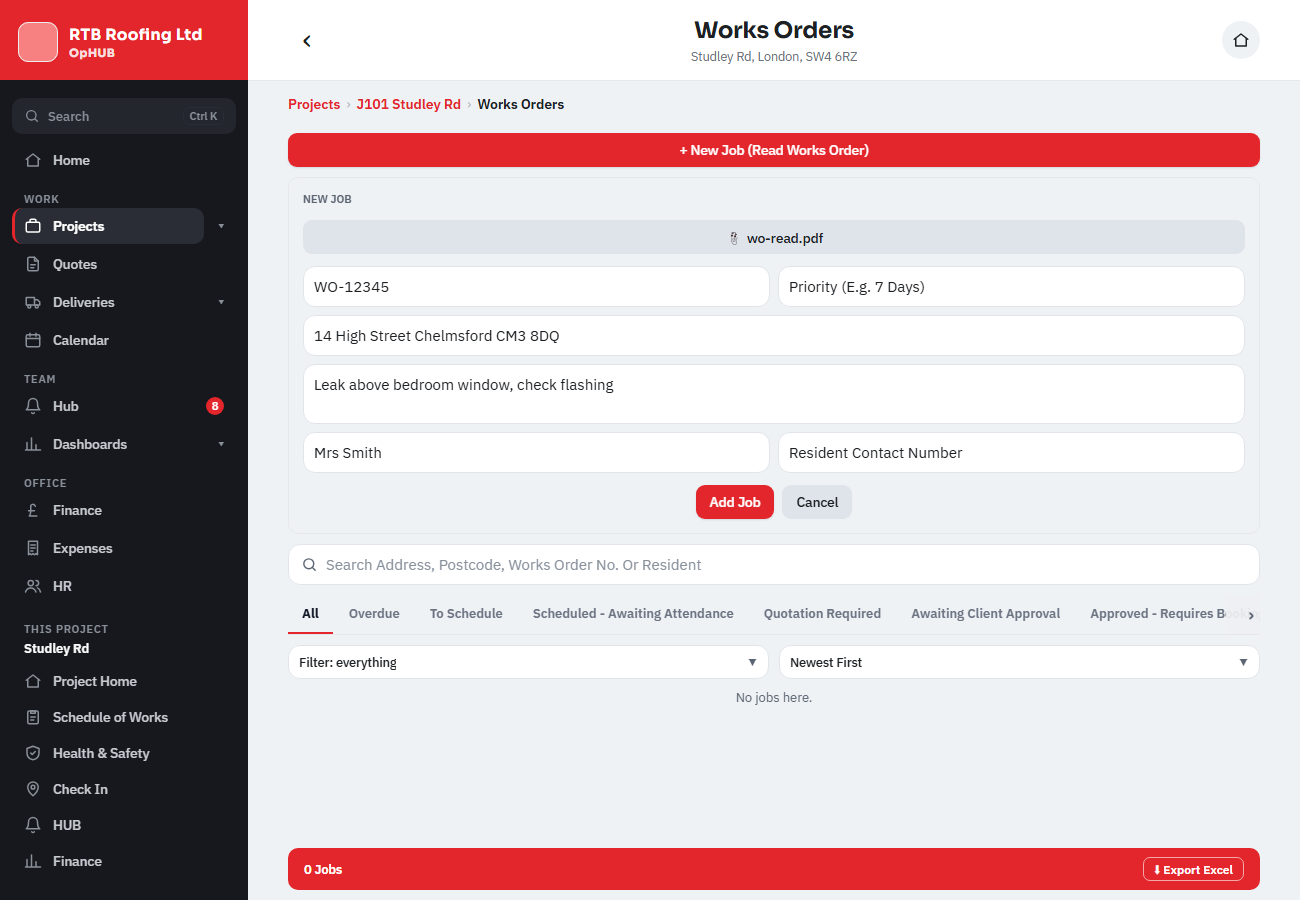 RTB Roofing Ltd
OpHUB
Search Ctrl K
Home
WORK
Projects
Quotes
Deliveries
Calendar
TEAM
Hub 8
Dashboards
OFFICE
Finance
Expenses
HR
THIS PROJECT
Studley Rd
Project Home
Schedule of Works
Health & Safety
Check In
HUB
Finance
Works Orders
Studley Rd, London, SW4 6RZ
Projects › J101 Studley Rd › Works Orders
+ New Job (Read Works Order)
NEW JOB
wo-read.pdf
WO-12345 Priority (E.g. 7 Days)
14 High Street Chelmsford CM3 8DQ
Leak above bedroom window, check flashing
Mrs Smith Resident Contact Number
Add Job Cancel
Search Address, Postcode, Works Order No. Or Resident
All Overdue To Schedule Scheduled - Awaiting Attendance Quotation Required Awaiting Client Approval Approved - Requires
Filter: everything Newest First
No jobs here.
0 Jobs Export Excel